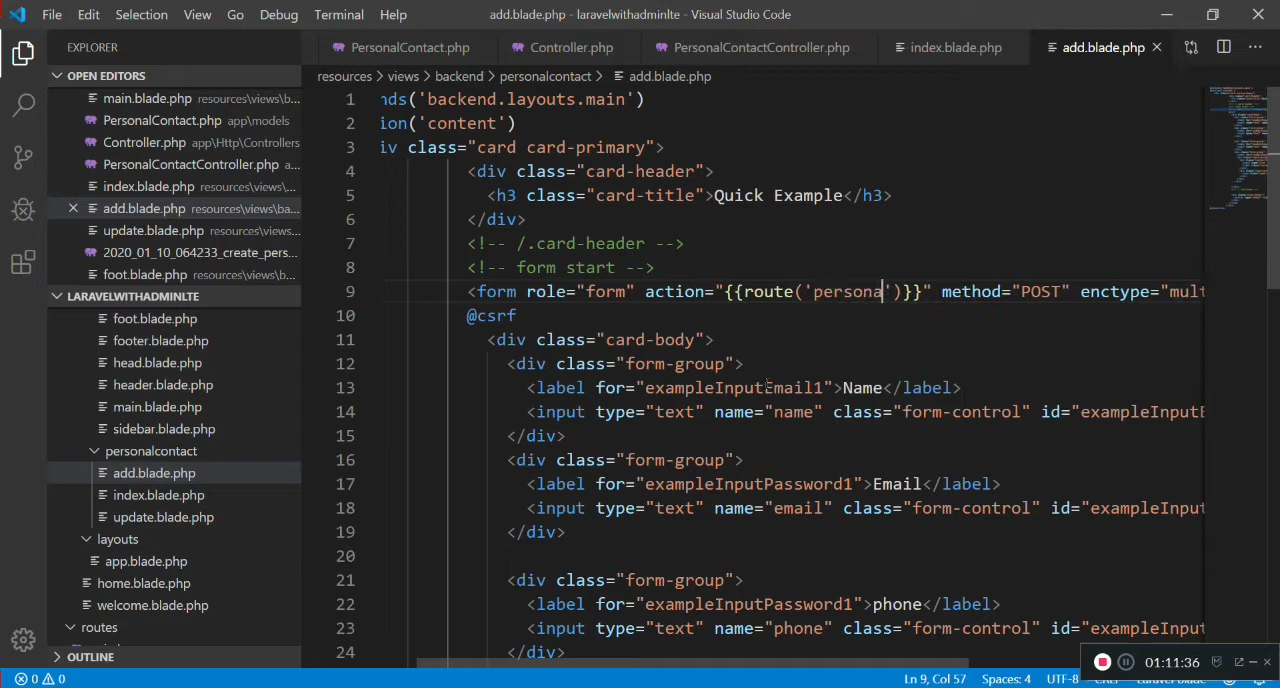 File Edit Selection View Go Debug Terminal Help add.blade.php - laravelwithadminlte - Visual Studio Code
EXPLORER
OPEN EDITORS
main.blade.php resources\views\b...
PersonalContact.php app\models
Controller.php app\Http\Controllers
PersonalContactController.php a...
index.blade.php resources\views\...
add.blade.php resources\views\ba...
update.blade.php resources\views...
2020_01_10_064233_create_pers...
foot.blade.php resources\views\b...
LARAVELWITHADMINLTE
foot.blade.php
footer.blade.php
head.blade.php
header.blade.php
main.blade.php
sidebar.blade.php
personalcontact
add.blade.php
index.blade.php
update.blade.php
layouts
app.blade.php
home.blade.php
welcome.blade.php
routes
OUTLINE
PersonalContact.php Controller.php PersonalContactController.php index.blade.php add.blade.php
resources > views > backend > personalcontact > add.blade.php
1 nds('backend.layouts.main')
2 ion('content')
3 iv class="card card-primary">
4 <div class="card-header">
5 <h3 class="card-title">Quick Example</h3>
6 </div>
7 <!-- /.card-header -->
8 <!-- form start -->
9 <form role="form" action="{{route('persona')}}" method="POST" enctype="mult
10 @csrf
11 <div class="card-body">
12 <div class="form-group">
13 <label for="exampleInputEmail1">Name</label>
14 <input type="text" name="name" class="form-control" id="exampleInputE
15 </div>
16 <div class="form-group">
17 <label for="exampleInputPassword1">Email</label>
18 <input type="text" name="email" class="form-control" id="exampleInput
19 </div>
20
21 <div class="form-group">
22 <label for="exampleInputPassword1">phone</label>
23 <input type="text" name="phone" class="form-control" id="exampleInput
24 </div>
01:11:36
0 0 Ln 9, Col 57 Spaces: 4 UTF-8